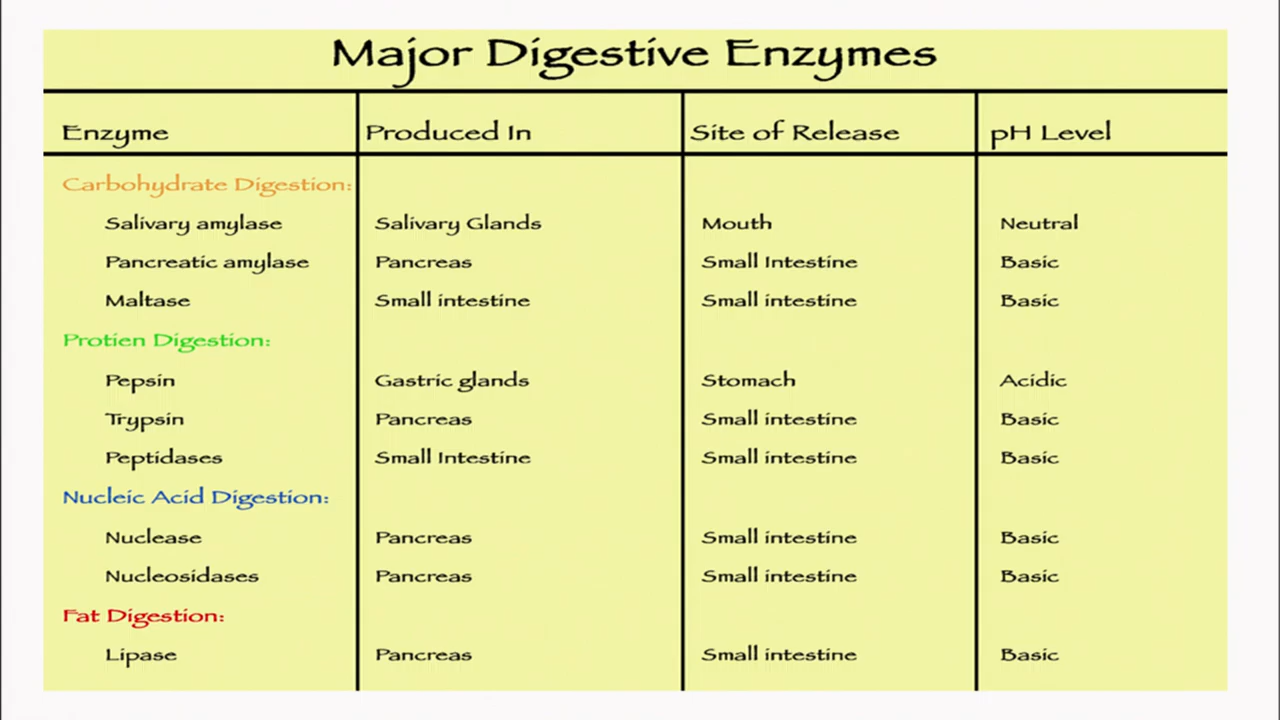 Major Digestive Enzymes
Enzyme Produced In Site of Release pH Level
Carbohydrate Digestion:
Salivary amylase Salivary Glands Mouth Neutral
Pancreatic amylase Pancreas Small Intestine Basic
Maltase Small intestine Small intestine Basic
Protien Digestion:
Pepsin Gastric glands Stomach Acidic
Trypsin Pancreas Small intestine Basic
Peptidases Small Intestine Small intestine Basic
Nucleic Acid Digestion:
Nuclease Pancreas Small intestine Basic
Nucleosidases Pancreas Small intestine Basic
Fat Digestion:
Lipase Pancreas Small intestine Basic